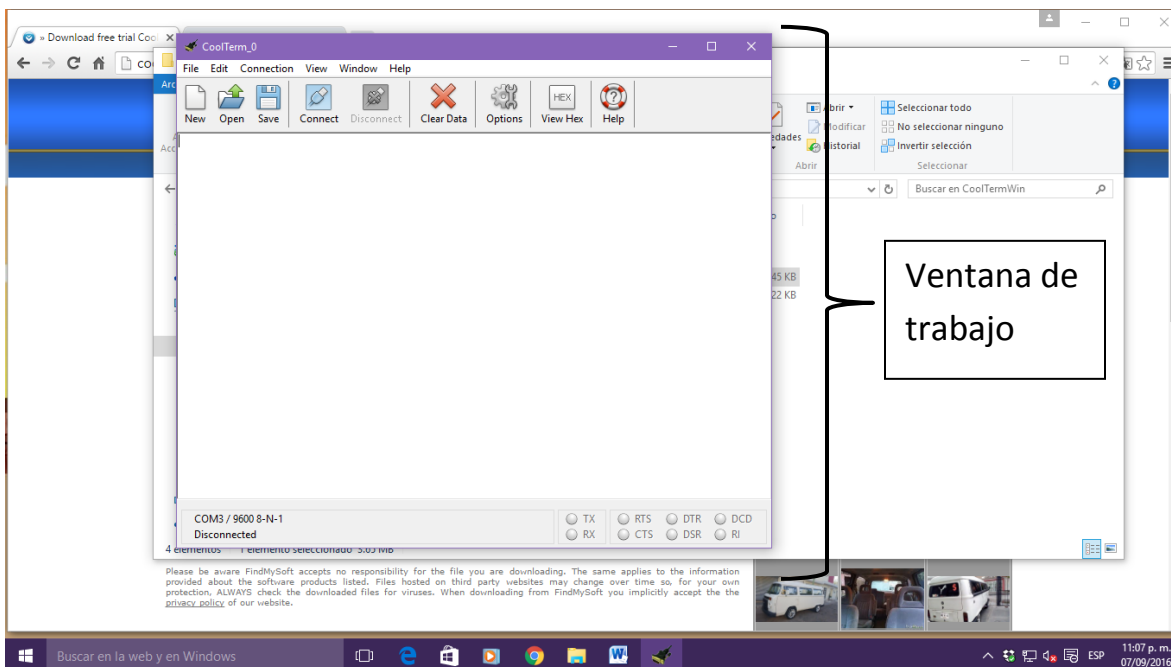 » Download free trial Coo
CoolTerm_0
File Edit Connection View Window Help
New Open Save Connect Disconnect Clear Data Options HEX View Hex Help
Abrir
Modificar
Historial
Abrir
Seleccionar todo
No seleccionar ninguno
Invertir selección
Seleccionar
Buscar en CoolTermWin
45 KB
22 KB
Ventana de
trabajo
COM3 / 9600 8-N-1
Disconnected
TX RTS DTR DCD
RX CTS DSR RI
4 elementos 1 elemento seleccionado 3.65 MB
Please be aware FindMySoft accepts no responsibility for the file you are downloading. The same applies to the information
provided about the software products listed. Files hosted on third party websites may change over time so, for your own
protection, ALWAYS check the downloaded files for viruses. When downloading from FindMySoft you implicitly accept the the
privacy policy of our website.
Buscar en la web y en Windows
ESP
11:07 p. m.
07/09/2016